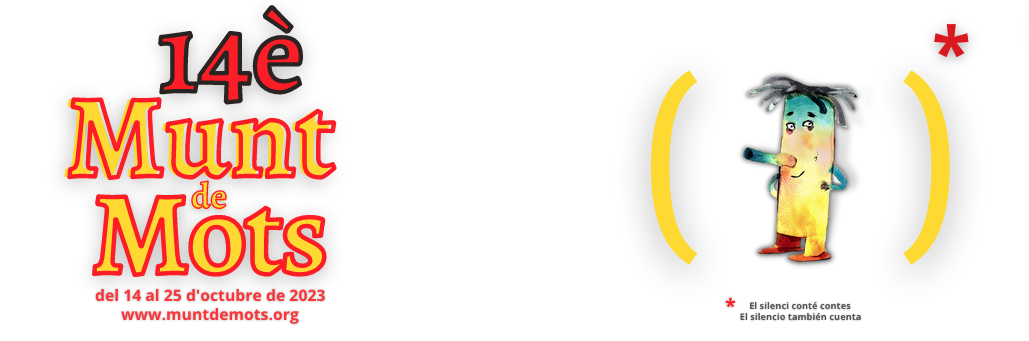 14è
Munt
de
Mots
del 14 al 25 d'octubre de 2023
www.muntdemots.org
( )*
* El silenci conté contes
El silencio también cuenta